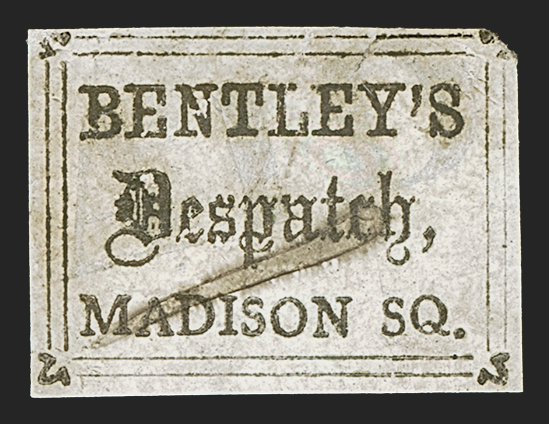 BENTLEY'S
Despatch,
MADISON SQ.